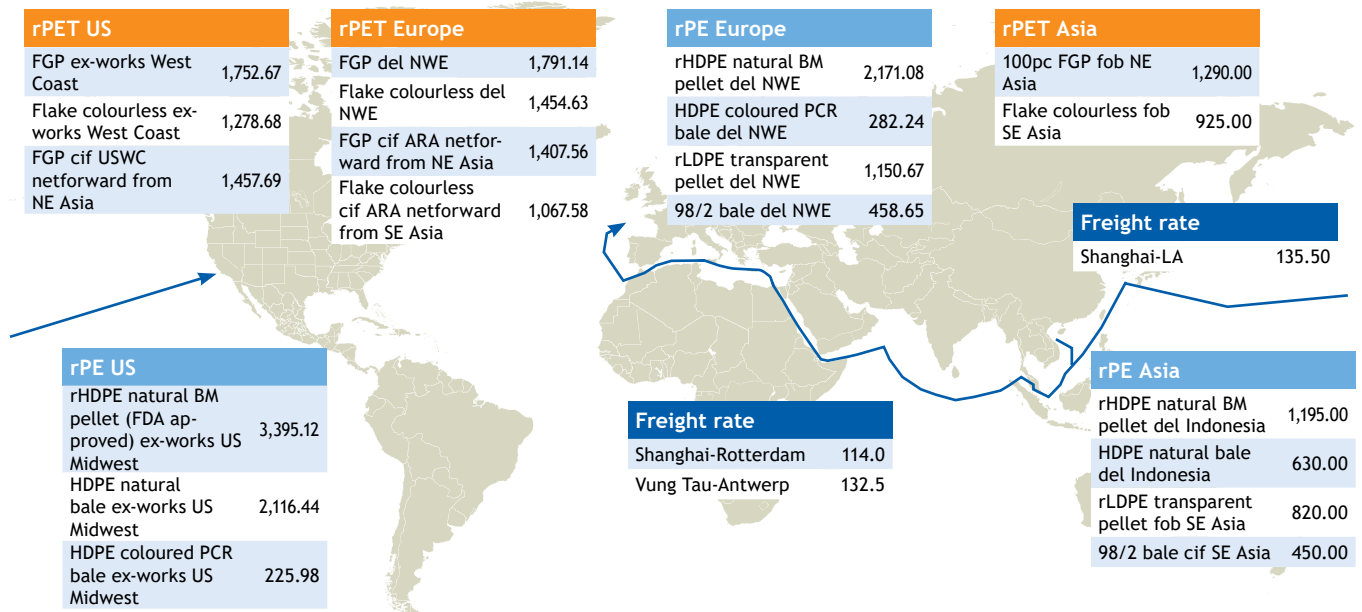 rPET US
FGP ex-works West
Coast
1,752.67
Flake colourless ex-
works West Coast
1,278.68
FGP cif USWC
netforward from
NE Asia
1,457.69
rPET Europe
FGP del NWE
1,791.14
Flake colourless del
NWE
1,454.63
FGP cif ARA netfor-
ward from NE Asia
1,407.56
Flake colourless
cif ARA netforward
from SE Asia
1,067.58
rPE Europe
rHDPE natural BM
pellet del NWE
2,171.08
HDPE coloured PCR
bale del NWE
282.24
rLDPE transparent
pellet del NWE
1,150.67
98/2 bale del NWE
458.65
rPET Asia
100pc FGP fob NE
Asia
1,290.00
Flake colourless fob
SE Asia
925.00
Freight rate
Shanghai-LA
135.50
rPE US
rHDPE natural BM
pellet (FDA ap-
proved) ex-works US
Midwest
3,395.12
HDPE natural
bale ex-works US
Midwest
2,116.44
HDPE coloured PCR
bale ex-works US
Midwest
225.98
Freight rate
Shanghai-Rotterdam
114.0
Vung Tau-Antwerp
132.5
rPE Asia
rHDPE natural BM
pellet del Indonesia
1,195.00
HDPE natural bale
del Indonesia
630.00
rLDPE transparent
pellet fob SE Asia
820.00
98/2 bale cif SE Asia
450.00